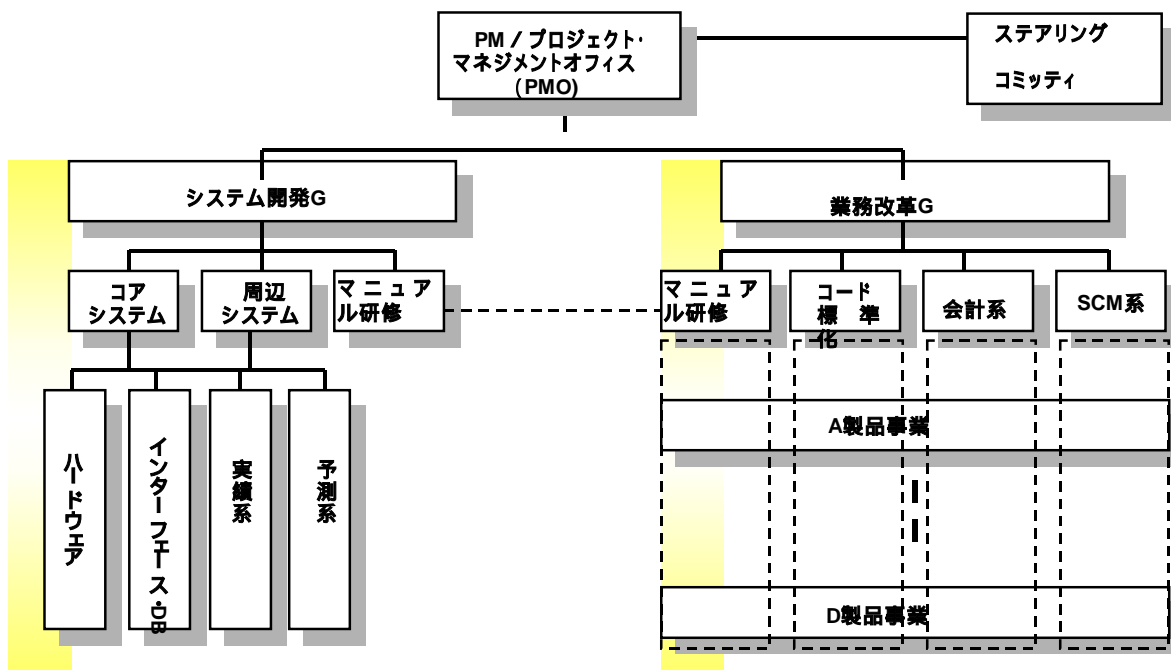 PM / プロジェクト・
マネジメントオフィス
(PMO)
ステアリング
コミッティ
システム開発G
業務改革G
コア
システム
周辺
システム
マニュア
ル研修
マニュア
ル研修
コード
標 準
化
会計系
SCM系
ハードウェア
インターフェース・DB
実績系
予測系
A製品事業
D製品事業